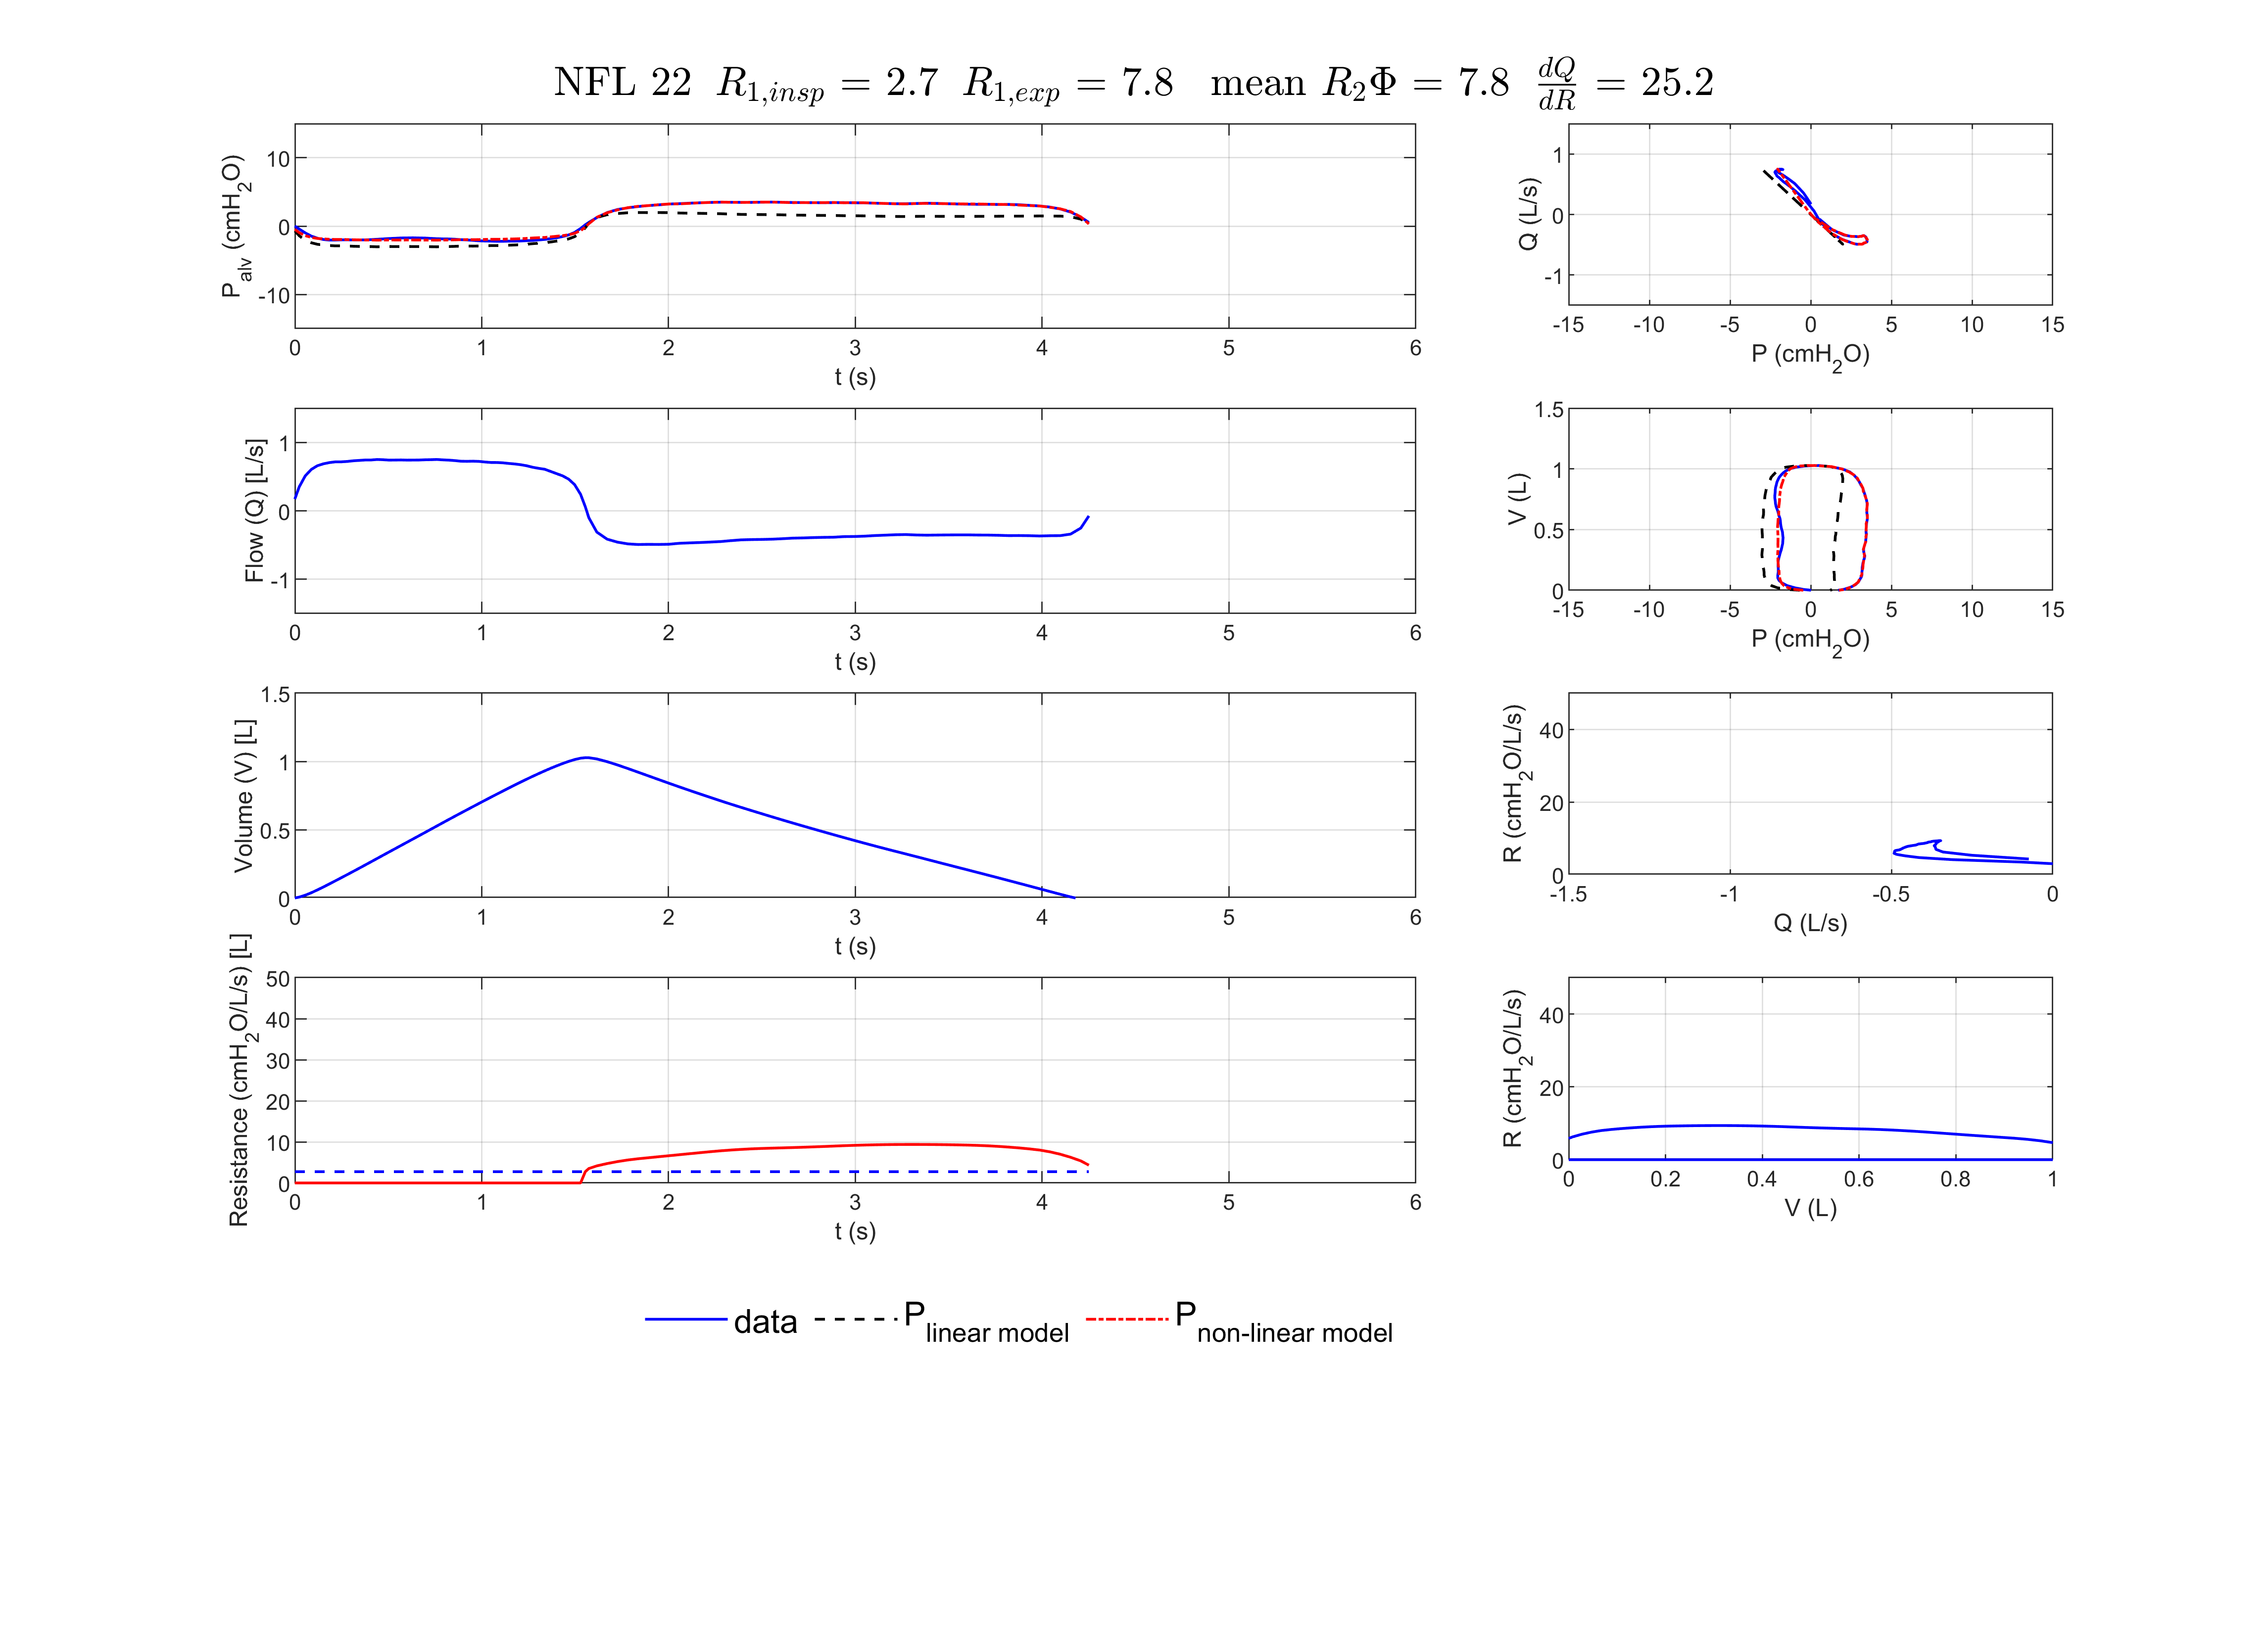 NFL 22 R1,insp = 2.7 R1,exp = 7.8 mean R2Φ = 7.8 dQ/dR = 25.2
Palv (cmH2O)
10
0
-10
0 1 2 3 4 5 6
t (s)
Q (L/s)
1
0
-1
-15 -10 -5 0 5 10 15
P (cmH2O)
Flow (Q) [L/s]
1
0
-1
0 1 2 3 4 5 6
t (s)
V (L)
1.5
1
0.5
0
-15 -10 -5 0 5 10 15
P (cmH2O)
Volume (V) [L]
1.5
1
0.5
0
0 1 2 3 4 5 6
t (s)
R (cmH2O/L/s)
40
20
0
-1.5 -1 -0.5 0
Q (L/s)
Resistance (cmH2O/L/s) [L]
50
40
30
20
10
0
0 1 2 3 4 5 6
t (s)
R (cmH2O/L/s)
40
20
0
0 0.2 0.4 0.6 0.8 1
V (L)
data Plinear model Pnon-linear model